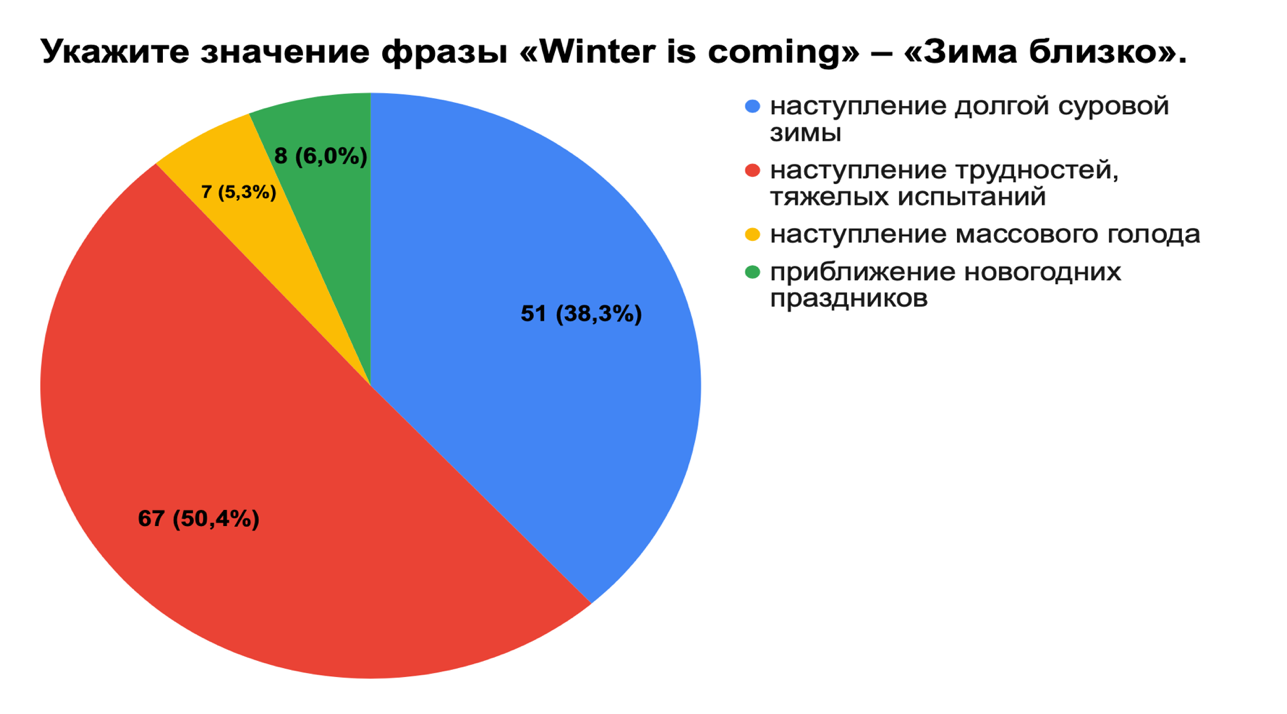 Укажите значение фразы «Winter is coming» – «Зима близко».
наступление долгой суровой
зимы
наступление трудностей,
тяжелых испытаний
наступление массового голода
приближение новогодних
праздников
8 (6,0%)
7 (5,3%)
51 (38,3%)
67 (50,4%)